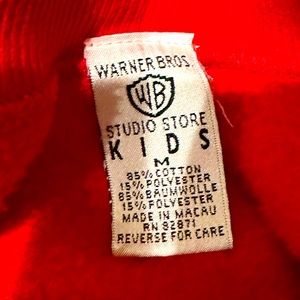 WARNER BROS.
WB
STUDIO STORE
KIDS
M
85% COTTON
15% POLYESTER
85% BAUMWOLLE
15% POLYESTER
MADE IN MACAU
RN 82871
REVERSE FOR CARE